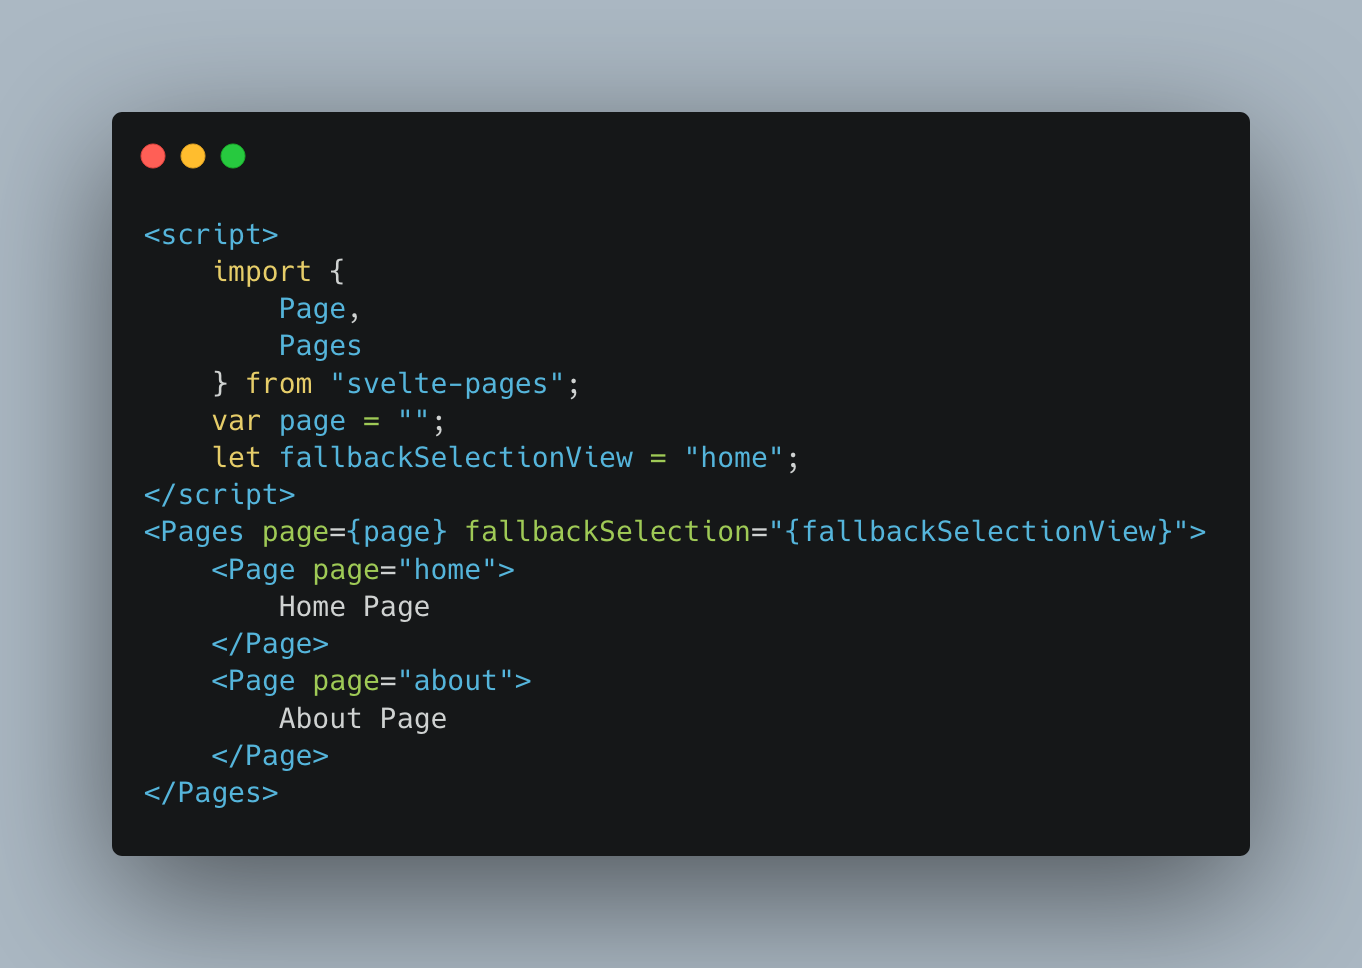 <script>
    import {
        Page,
        Pages
    } from "svelte-pages";
    var page = "";
    let fallbackSelectionView = "home";
</script>
<Pages page={page} fallbackSelection="{fallbackSelectionView}">
    <Page page="home">
        Home Page
    </Page>
    <Page page="about">
        About Page
    </Page>
</Pages>